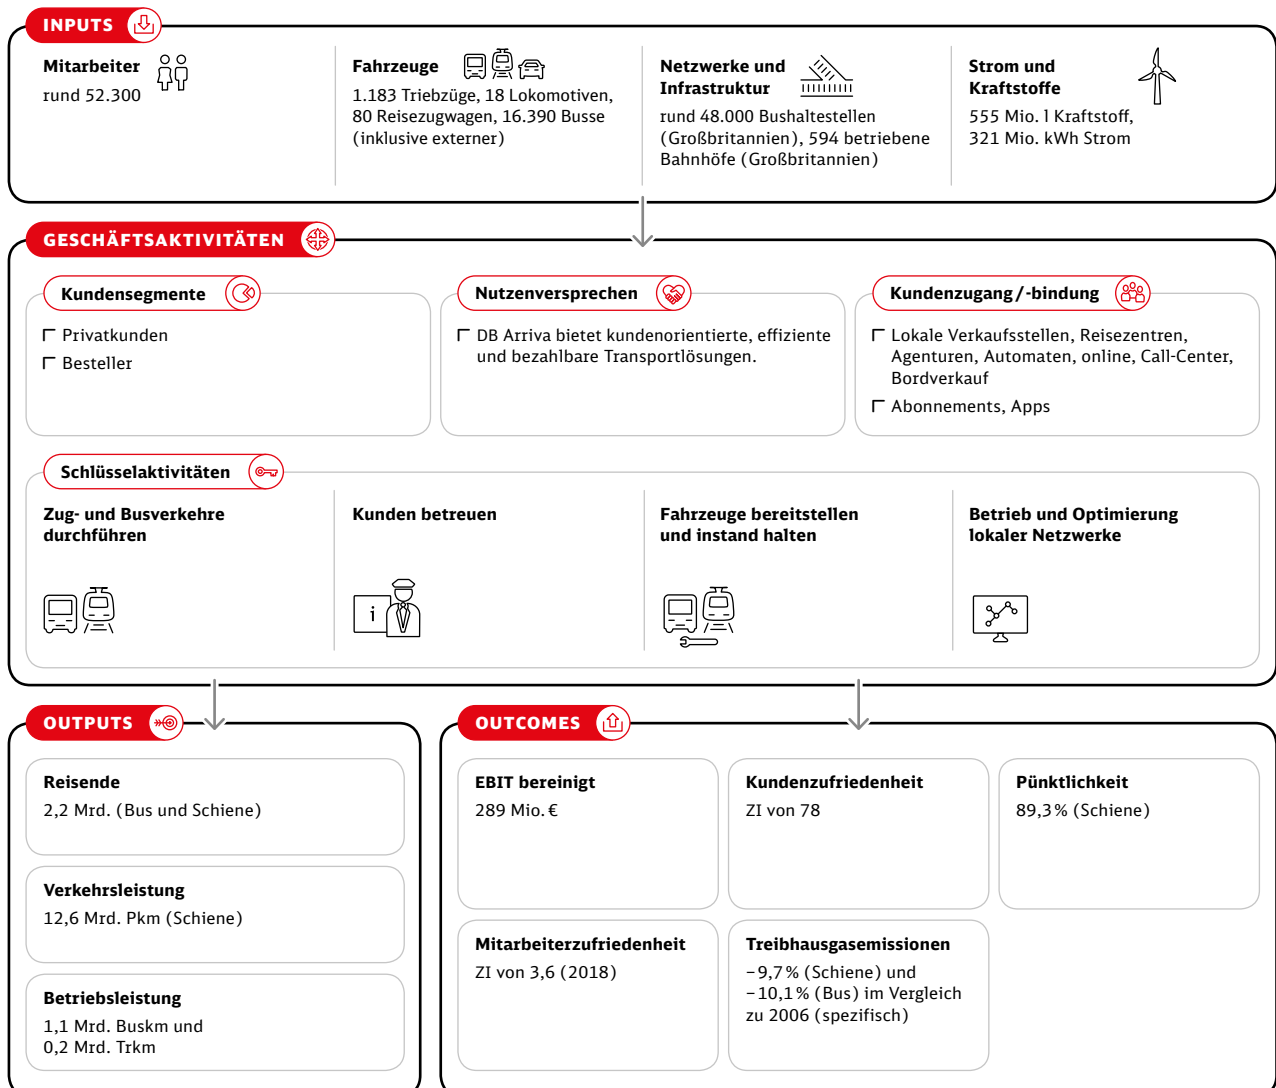 INPUTS
Mitarbeiter
rund 52.300
Fahrzeuge
1.183 Triebzüge, 18 Lokomotiven,
80 Reisezugwagen, 16.390 Busse
(inklusive externer)
Netzwerke und
Infrastruktur
rund 48.000 Bushaltestellen
(Großbritannien), 594 betriebene
Bahnhöfe (Großbritannien)
Strom und
Kraftstoffe
555 Mio. l Kraftstoff,
321 Mio. kWh Strom
GESCHÄFTSAKTIVITÄTEN
Kundensegmente
Privatkunden
Besteller
Nutzenversprechen
DB Arriva bietet kundenorientierte, effiziente
und bezahlbare Transportlösungen.
Kundenzugang/-bindung
Lokale Verkaufsstellen, Reisezentren,
Agenturen, Automaten, online, Call-Center,
Bordverkauf
Abonnements, Apps
Schlüsselaktivitäten
Zug- und Busverkehre
durchführen
Kunden betreuen
i
Fahrzeuge bereitstellen
und instand halten
Betrieb und Optimierung
lokaler Netzwerke
OUTPUTS
Reisende
2,2 Mrd. (Bus und Schiene)
Verkehrsleistung
12,6 Mrd. Pkm (Schiene)
Betriebsleistung
1,1 Mrd. Buskm und
0,2 Mrd. Trkm
OUTCOMES
EBIT bereinigt
289 Mio. €
Kundenzufriedenheit
ZI von 78
Pünktlichkeit
89,3% (Schiene)
Mitarbeiterzufriedenheit
ZI von 3,6 (2018)
Treibhausgasemissionen
–9,7% (Schiene) und
–10,1% (Bus) im Vergleich
zu 2006 (spezifisch)